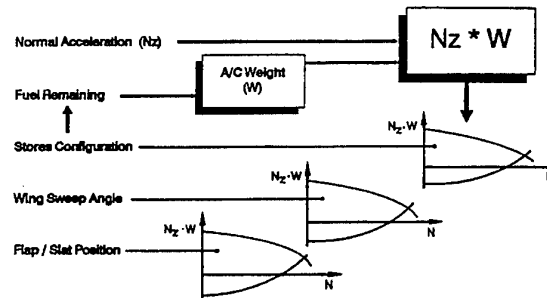 Normal Acceleration (Nz)
Nz * W
A/C Weight
(W)
Fuel Remaining
Stores Configuration
Nz·W
N
Wing Sweep Angle
Nz·W
N
Flap / Slat Position
Nz·W
N